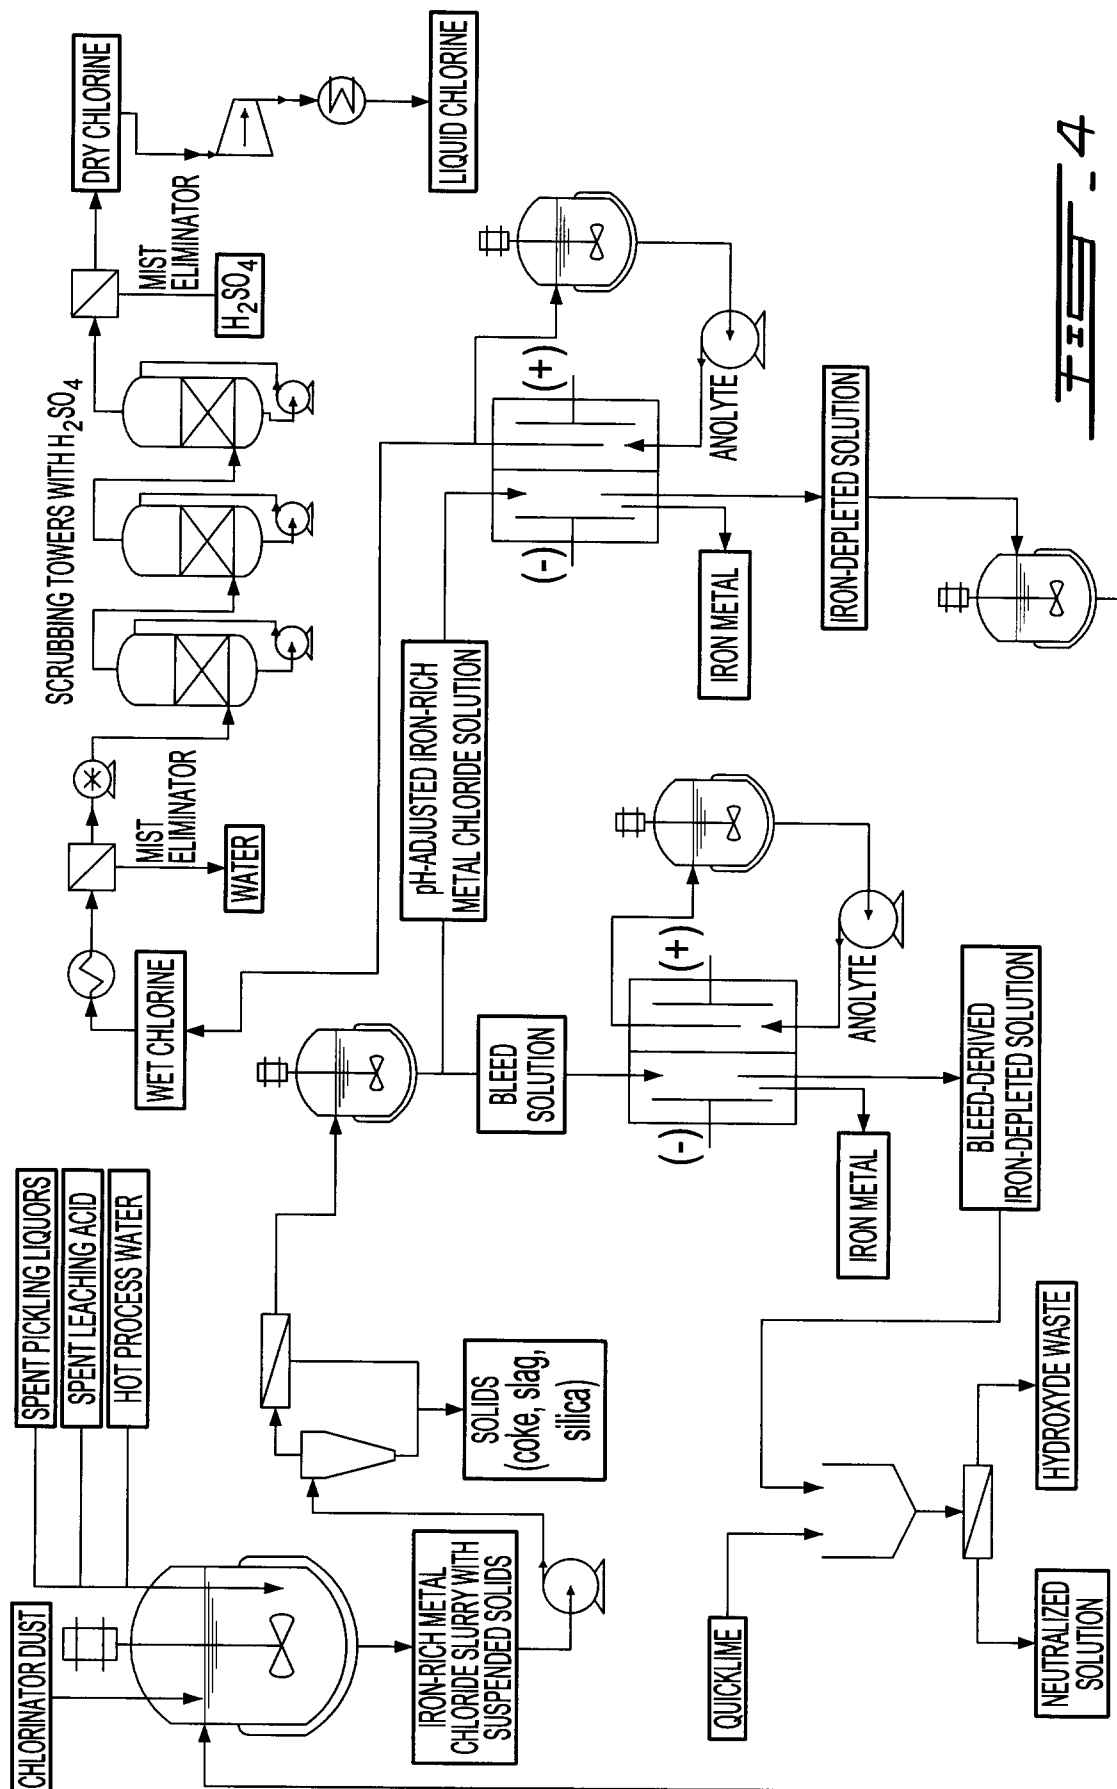 CHLORINATOR DUST
SPENT PICKLING LIQUORS
SPENT LEACHING ACID
HOT PROCESS WATER
IRON-RICH METAL
CHLORIDE SLURRY WITH
SUSPENDED SOLIDS
SOLIDS
(coke, slag,
silica)
WET CHLORINE
MIST
ELIMINATOR
WATER
SCRUBBING TOWERS WITH H₂SO₄
MIST
ELIMINATOR
H₂SO₄
DRY CHLORINE
LIQUID CHLORINE
pH-ADJUSTED IRON-RICH
METAL CHLORIDE SOLUTION
BLEED
SOLUTION
(-)
(+)
ANOLYTE
IRON METAL
IRON-DEPLETED SOLUTION
(-)
(+)
ANOLYTE
IRON METAL
BLEED-DERIVED
IRON-DEPLETED SOLUTION
QUICKLIME
NEUTRALIZED
SOLUTION
HYDROXYDE WASTE
FIG - 4